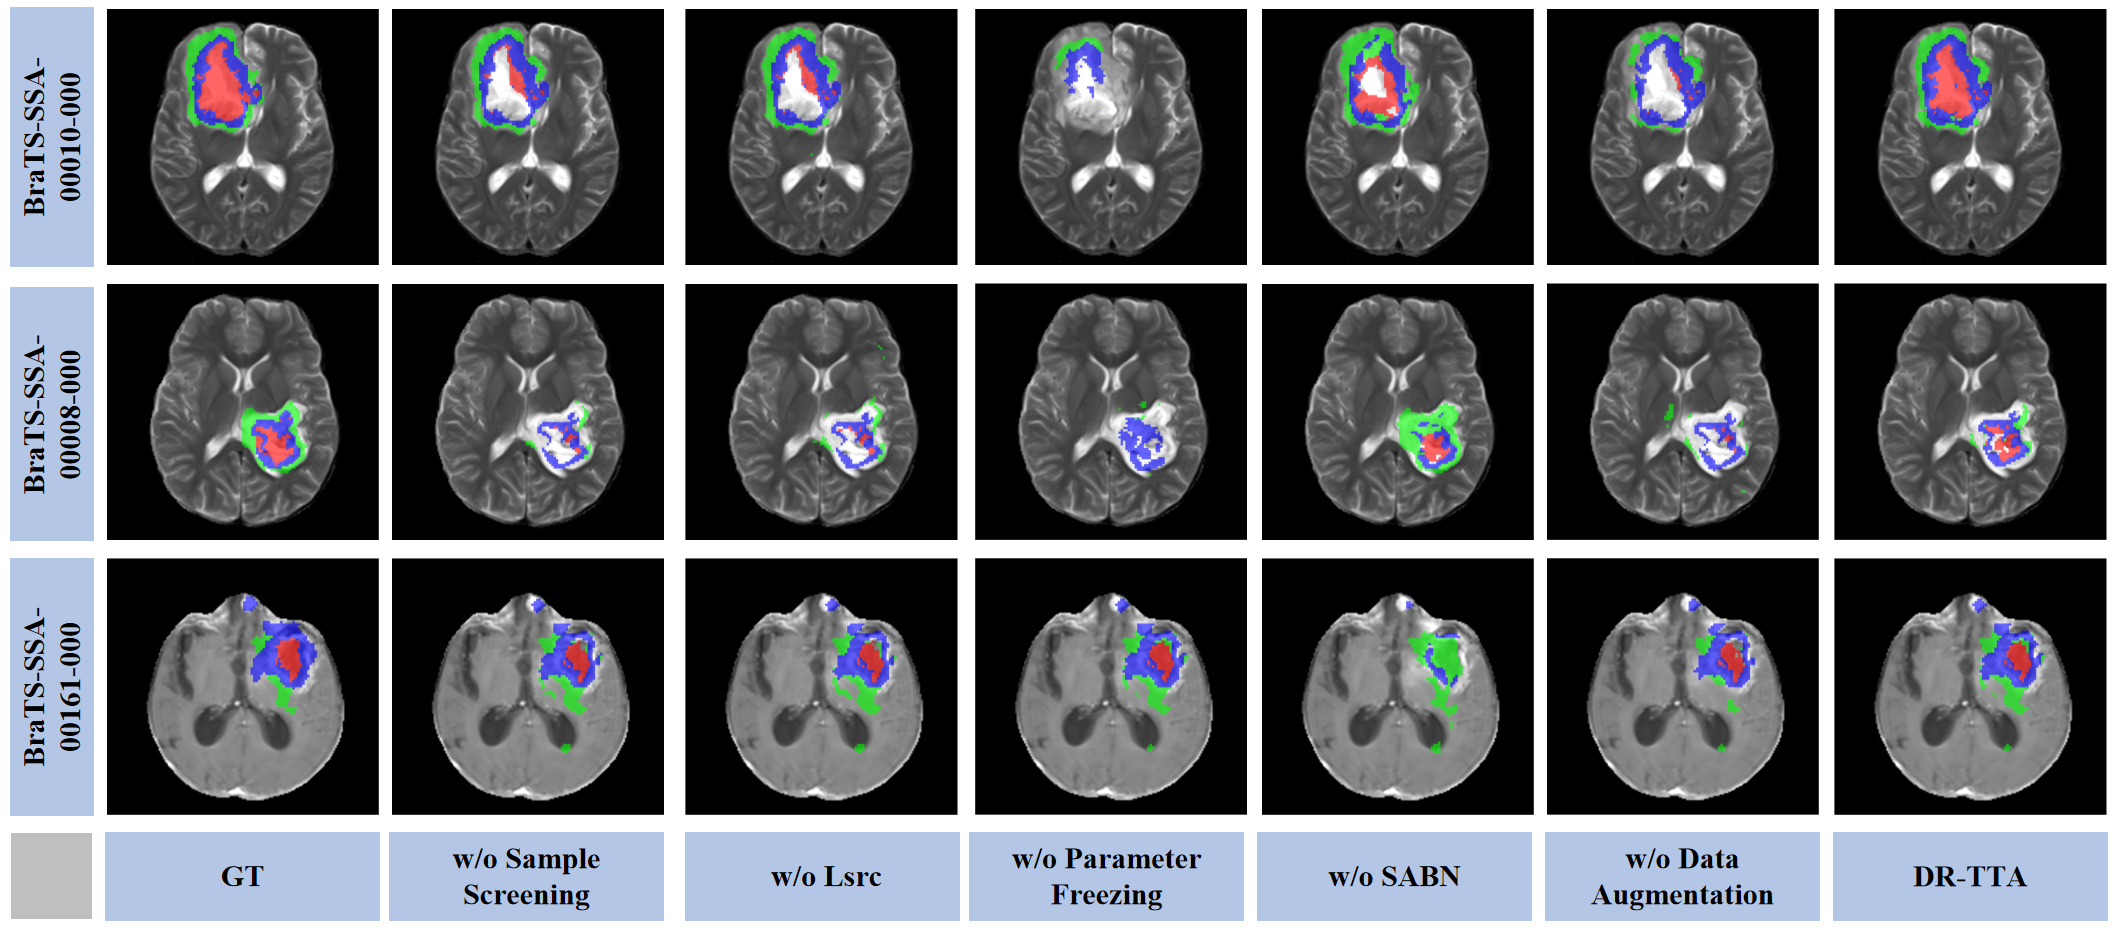 BraTS-SSA-
00010-000
BraTS-SSA-
00008-000
BraTS-SSA-
00161-000
GT
w/o Sample
Screening
w/o Lsrc
w/o Parameter
Freezing
w/o SABN
w/o Data
Augmentation
DR-TTA